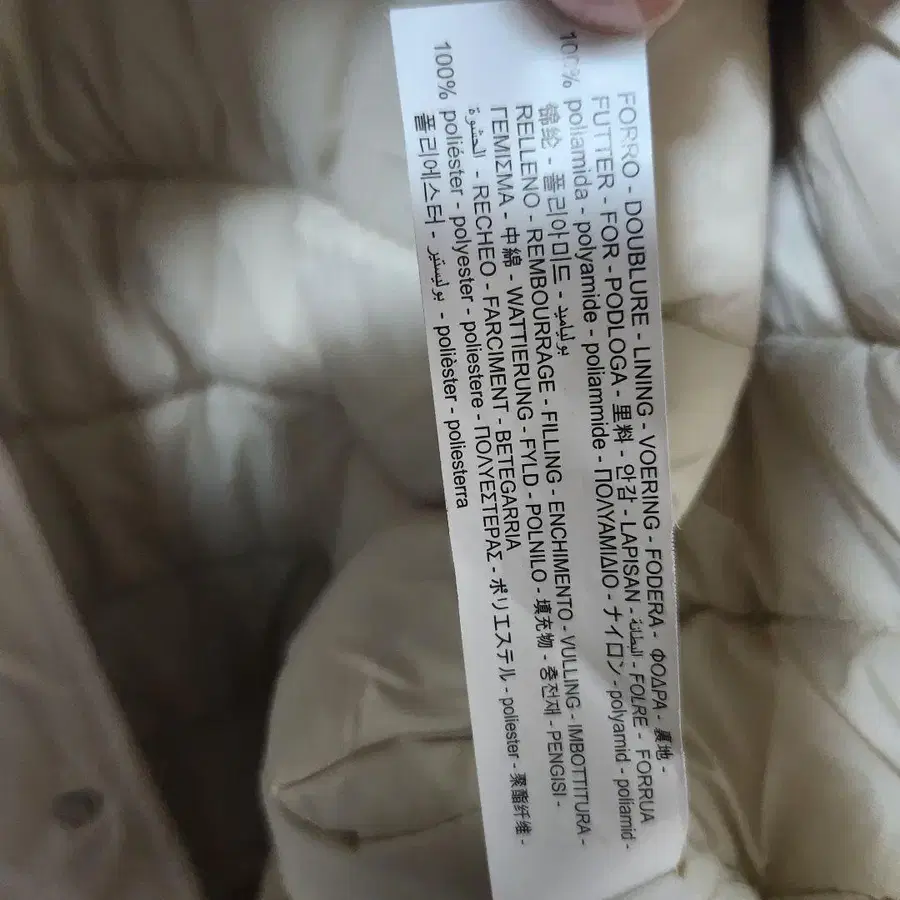 FORRO - DOUBLURE - LINING - VOERING - FODERA - ΦΟΔΡΑ - 裏地 -
FUTTER - FOR - PODLOGA - 里料 - 안감 - LAPISAN - البطانة - FOLRE - FORRUA
100% poliamida - polyamide - poliammide - ΠΟΛΥΑΜΙΔΙΟ - ナイロン - polyamid - poliamid -
锦纶 - 폴리아미드 - بولياميد
RELLENO - REMBOURRAGE - FILLING - ENCHIMENTO - VULLING - IMBOTTITURA -
ΓΕΜΙΣΜΑ - 中綿 - WATTIERUNG - FYLD - POLNILO - 填充物 - 충전재 - PENGISI -
الحشوة - RECHEO - FARCIMENT - BETEGARRIA
100% poliéster - polyester - poliestere - ΠΟΛΥΕΣΤΕΡΑΣ - ポリエステル - poliester - 聚酯纤维 -
폴리에스터 - بوليستير - polièster - poliesterra